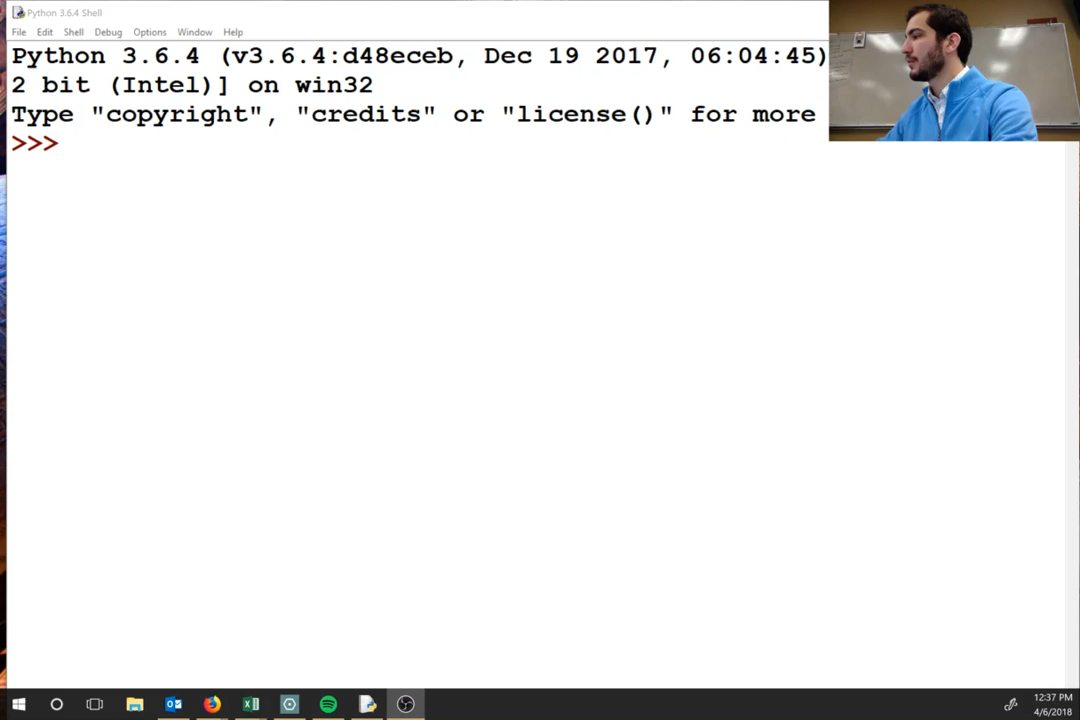 Python 3.6.4 Shell
File Edit Shell Debug Options Window Help
Python 3.6.4 (v3.6.4:d48eceb, Dec 19 2017, 06:04:45)
2 bit (Intel)] on win32
Type "copyright", "credits" or "license()" for more
>>>
12:37 PM
4/6/2018